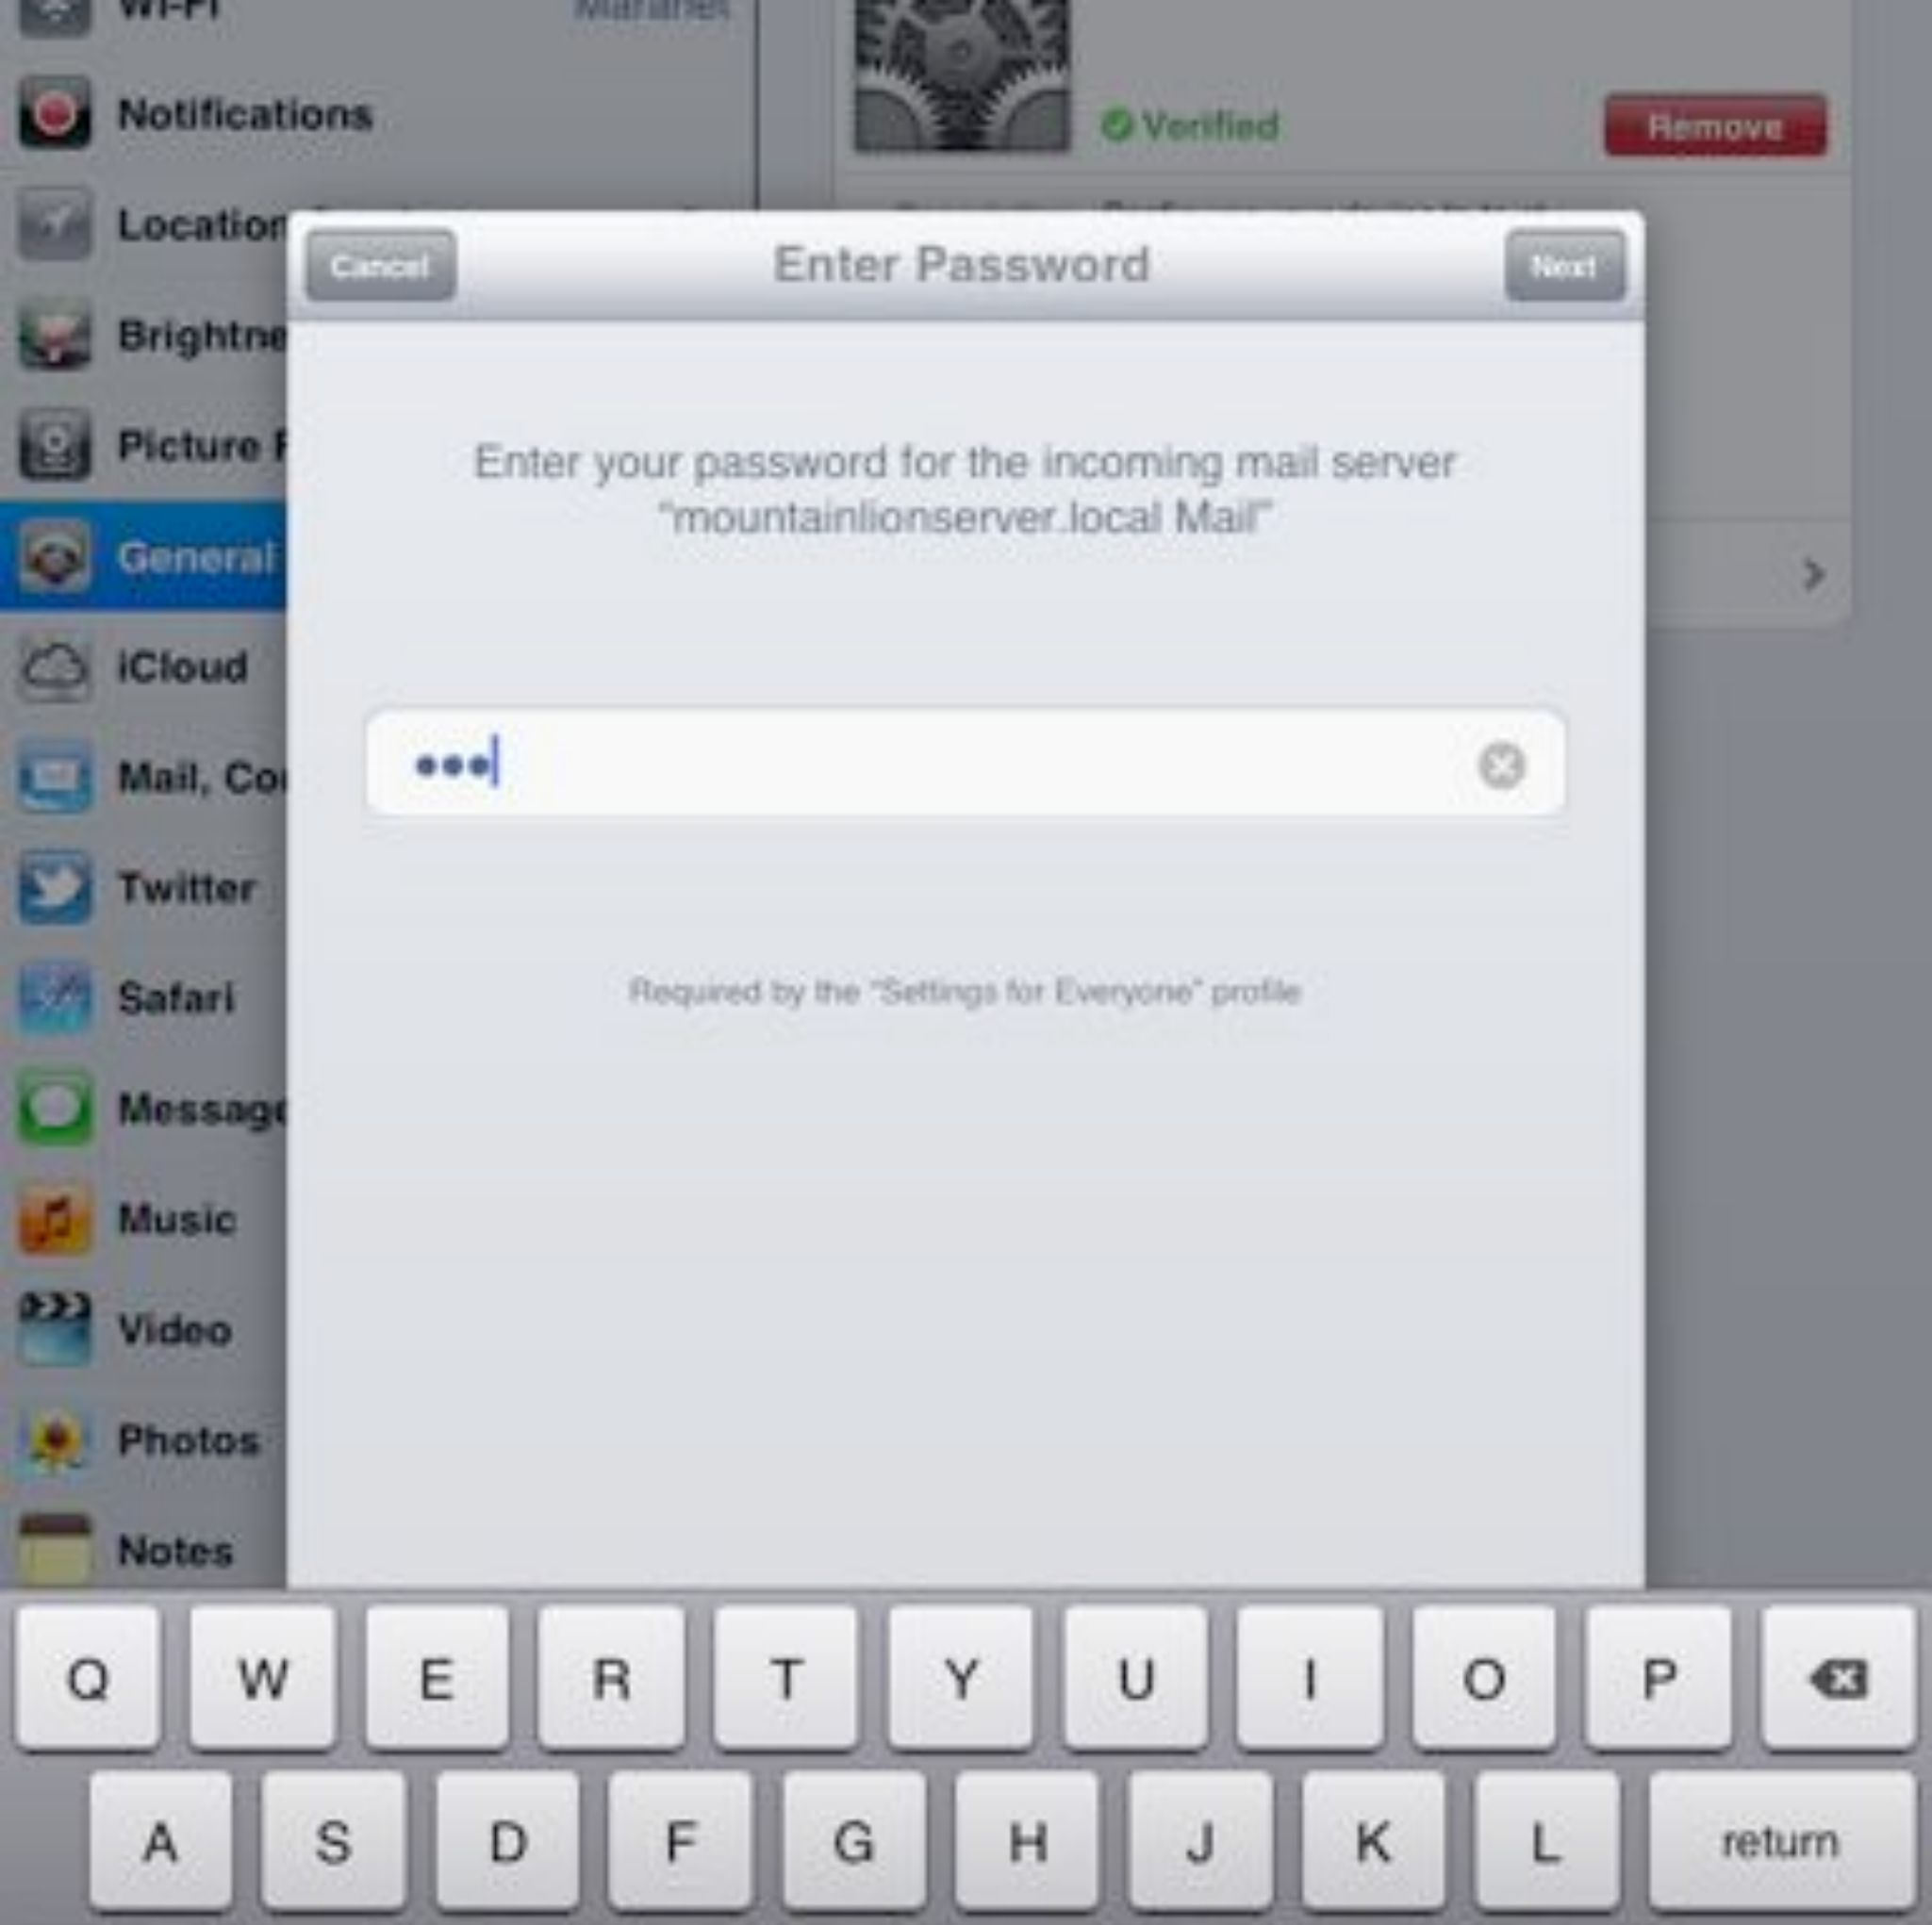 Wi-Fi
Notifications
Verified
Remove
Location
Cancel
Enter Password
Next
Brightne
Enter your password for the incoming mail server
“mountainlionserver.local Mail”
Picture F
General
iCloud
Mail, Co
Twitter
Safari
Required by the “Settings for Everyone” profile
Message
Music
Video
Photos
Notes
Q W E R T Y U I O P
A S D F G H J K L return